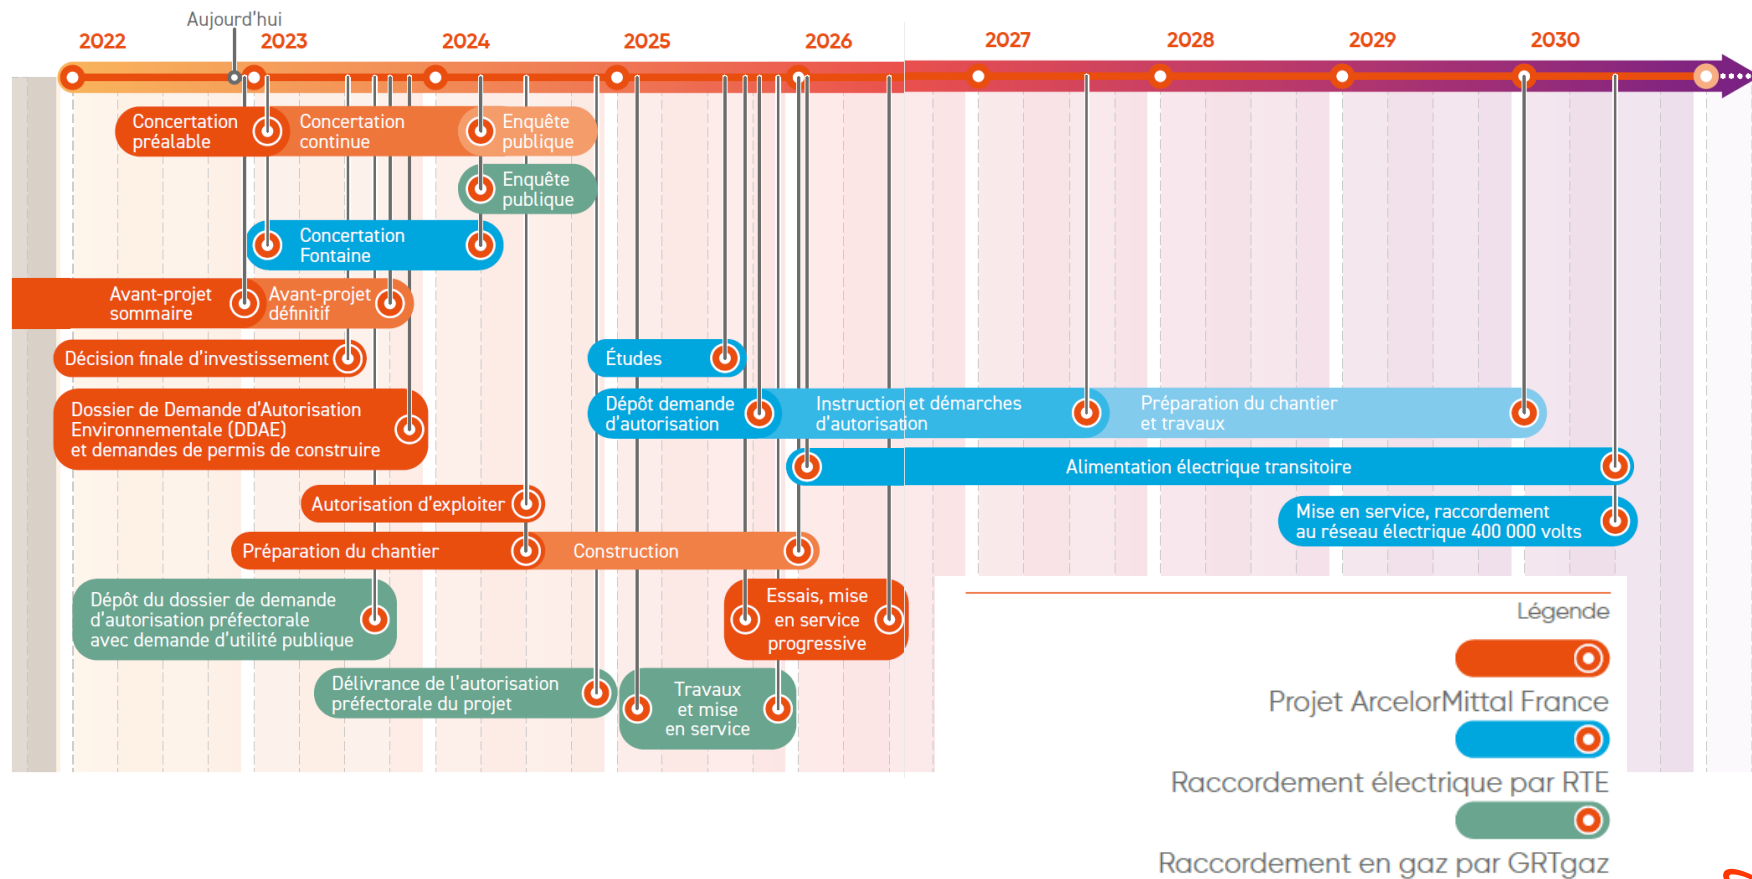 Aujourd'hui
2022
2023
2024
2025
2026
2027
2028
2029
2030
Concertation
préalable
Concertation
continue
Enquête
publique
Enquête
publique
Concertation
Fontaine
Avant-projet
sommaire
Avant-projet
définitif
Décision finale d'investissement
Études
Dossier de Demande d'Autorisation
Environnementale (DDAE)
et demandes de permis de construire
Dépôt demande
d'autorisation
Instruction et démarches
d'autorisation
Préparation du chantier
et travaux
Alimentation électrique transitoire
Autorisation d'exploiter
Mise en service, raccordement
au réseau électrique 400 000 volts
Préparation du chantier
Construction
Dépôt du dossier de demande
d'autorisation préfectorale
avec demande d'utilité publique
Essais, mise
en service
progressive
Délivrance de l'autorisation
préfectorale du projet
Travaux
et mise
en service
Légende
Projet ArcelorMittal France
Raccordement électrique par RTE
Raccordement en gaz par GRTgaz